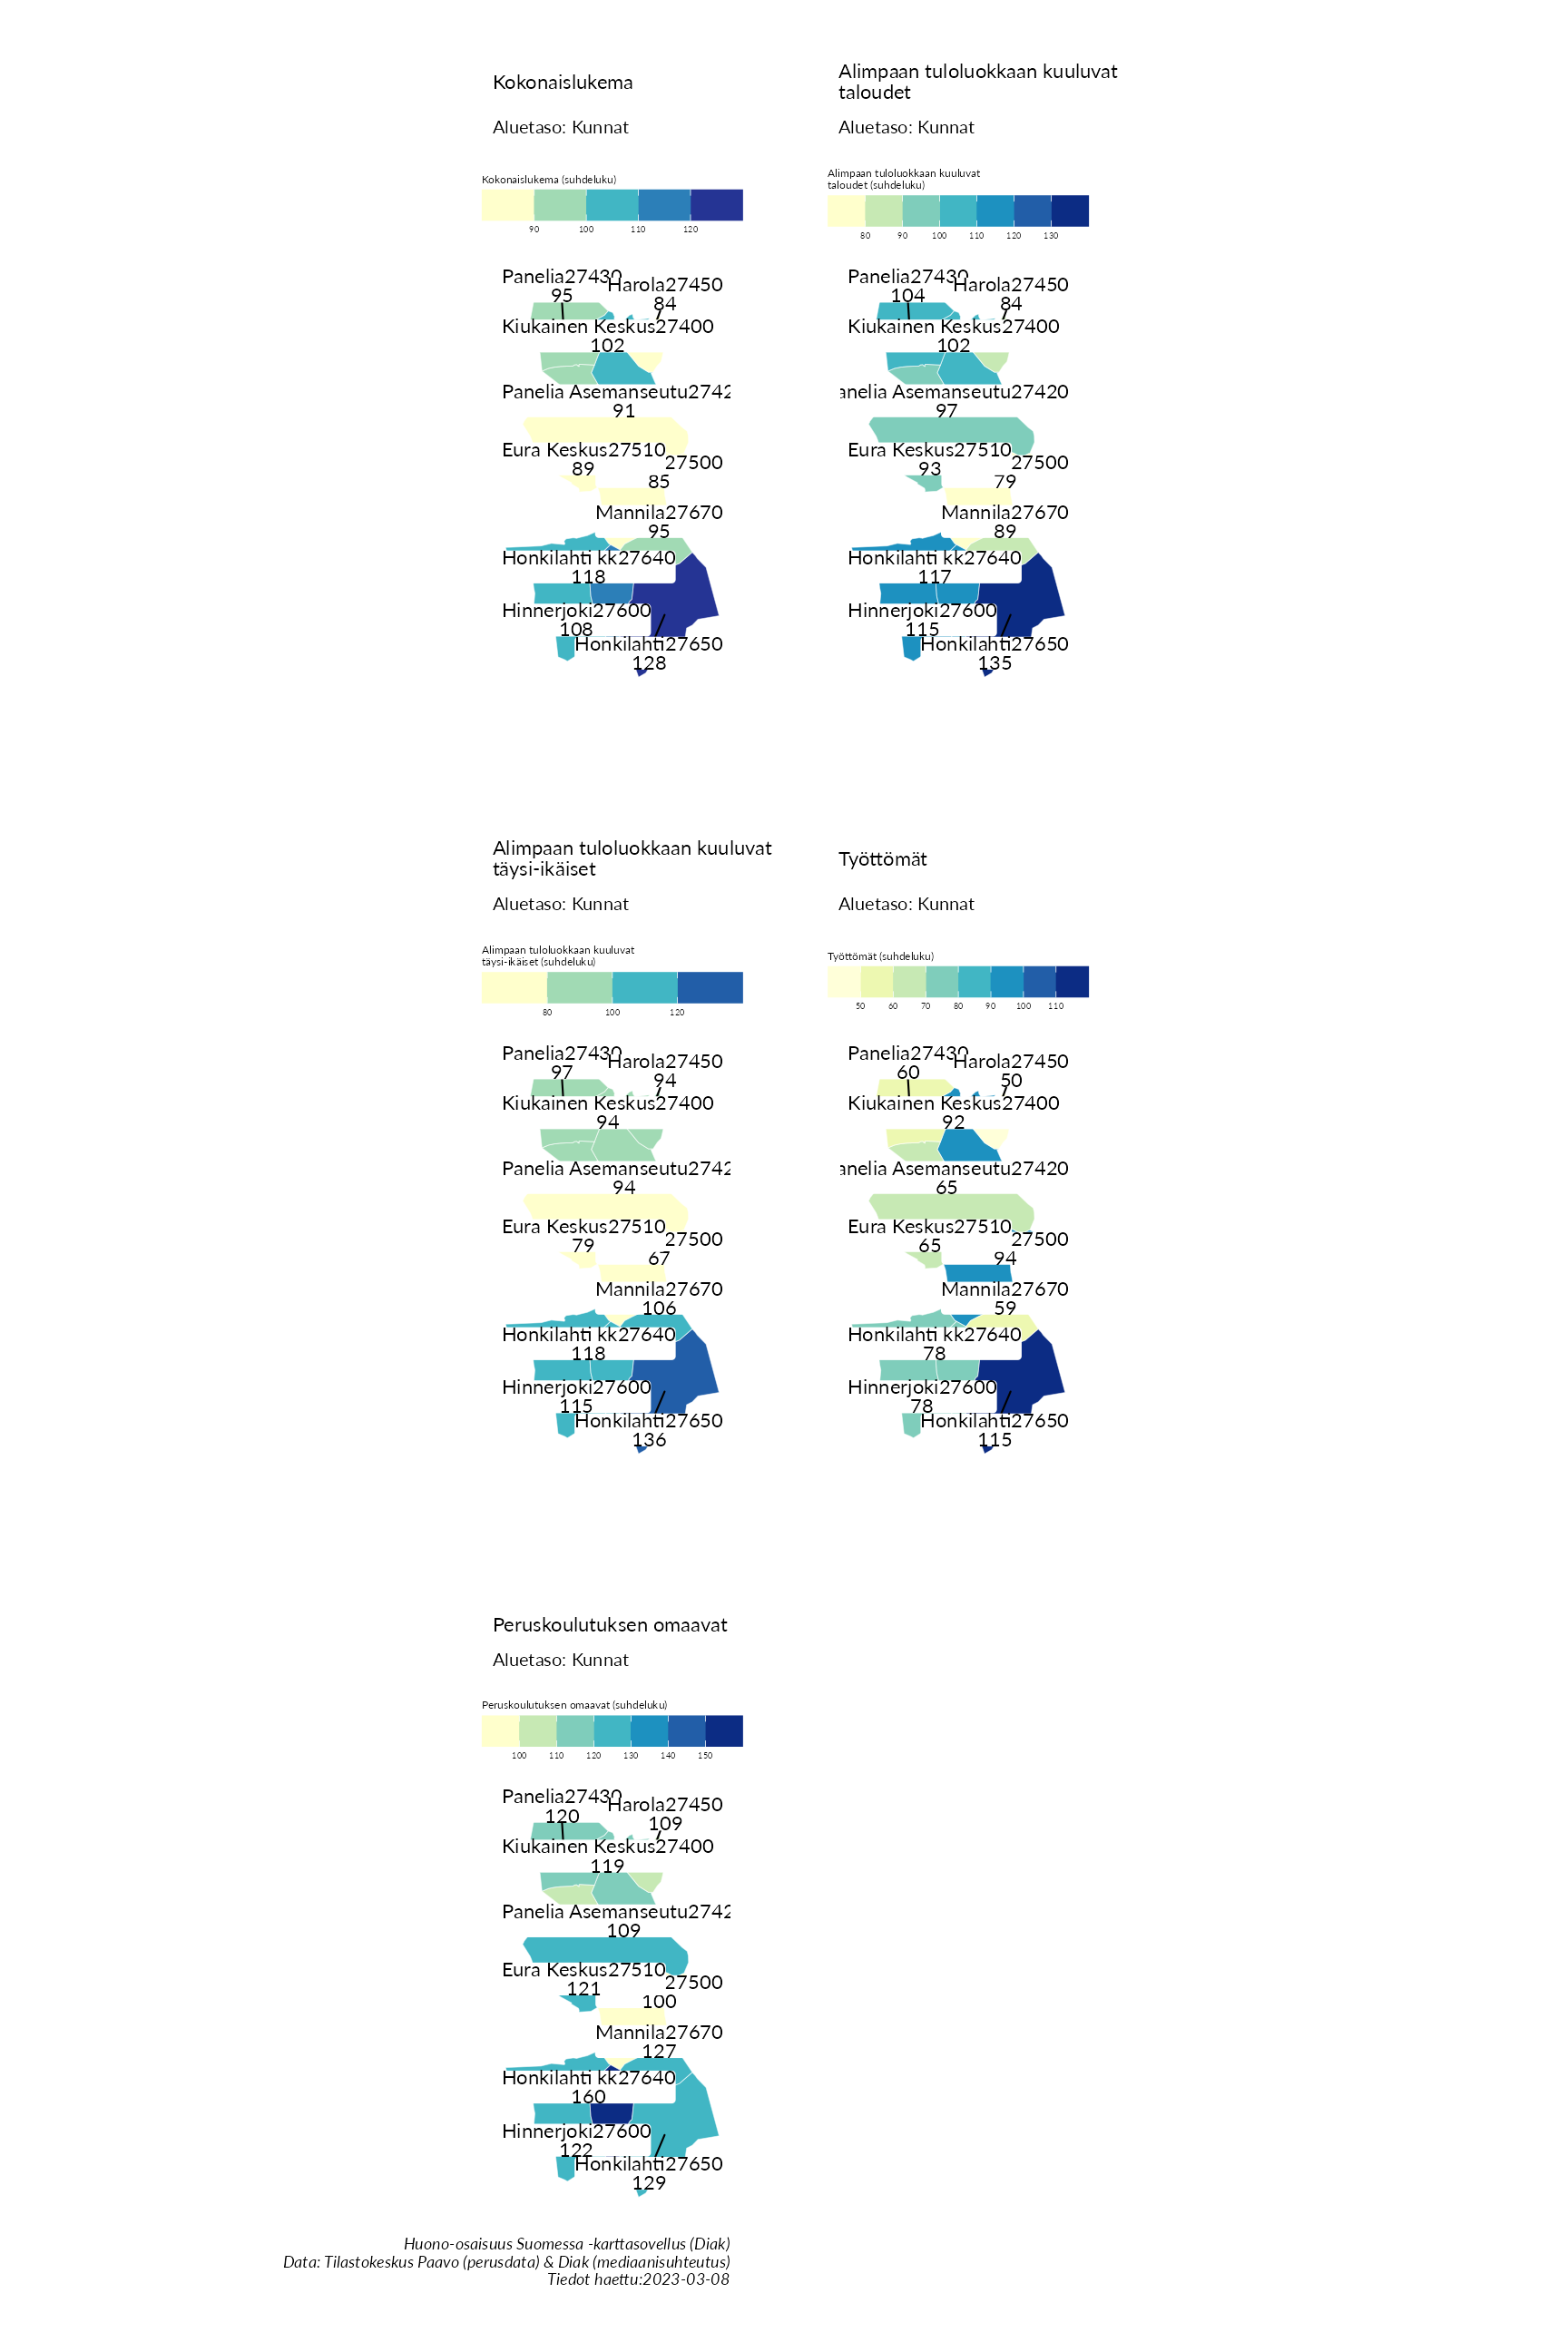 Kokonaislukema
Aluetaso: Kunnat
Kokonaislukema (suhdeluku)
90 100 110 120
Panelia27430
95
Harola27450
84
Kiukainen Keskus27400
102
Panelia Asemanseutu2742
91
Eura Keskus27510
89
27500
85
Mannila27670
95
Honkilahti kk27640
118
Hinnerjoki27600
108
Honkilahti27650
128
Alimpaan tuloluokkaan kuuluvat
taloudet
Aluetaso: Kunnat
Alimpaan tuloluokkaan kuuluvat
taloudet (suhdeluku)
80 90 100 110 120 130
Panelia27430
104
Harola27450
84
Kiukainen Keskus27400
102
anelia Asemanseutu27420
97
Eura Keskus27510
93
27500
79
Mannila27670
89
Honkilahti kk27640
117
Hinnerjoki27600
115
Honkilahti27650
135
Alimpaan tuloluokkaan kuuluvat
täysi-ikäiset
Aluetaso: Kunnat
Alimpaan tuloluokkaan kuuluvat
täysi-ikäiset (suhdeluku)
80 100 120
Panelia27430
97
Harola27450
94
Kiukainen Keskus27400
94
Panelia Asemanseutu2742
94
Eura Keskus27510
79
27500
67
Mannila27670
106
Honkilahti kk27640
118
Hinnerjoki27600
115
Honkilahti27650
136
Työttömät
Aluetaso: Kunnat
Työttömät (suhdeluku)
50 60 70 80 90 100 110
Panelia27430
60
Harola27450
50
Kiukainen Keskus27400
92
anelia Asemanseutu27420
65
Eura Keskus27510
65
27500
94
Mannila27670
59
Honkilahti kk27640
78
Hinnerjoki27600
78
Honkilahti27650
115
Peruskoulutuksen omaavat
Aluetaso: Kunnat
Peruskoulutuksen omaavat (suhdeluku)
100 110 120 130 140 150
Panelia27430
120
Harola27450
109
Kiukainen Keskus27400
119
Panelia Asemanseutu2742
109
Eura Keskus27510
121
27500
100
Mannila27670
127
Honkilahti kk27640
160
Hinnerjoki27600
122
Honkilahti27650
129
Huono-osaisuus Suomessa -karttasovellus (Diak)
Data: Tilastokeskus Paavo (perusdata) & Diak (mediaanisuhteutus)
Tiedot haettu:2023-03-08